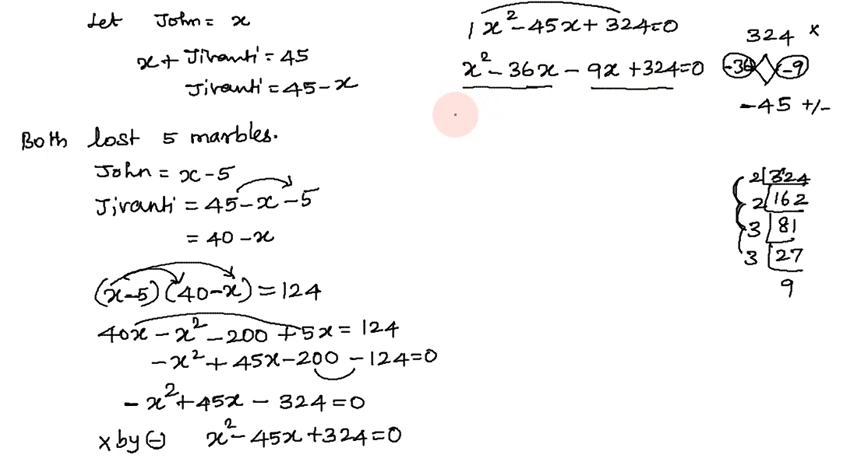 Let John = x
x + Jivanti = 45
Jivanti = 45 - x
Both lost 5 marbles.
John = x - 5
Jivanti = 45 - x - 5
= 40 - x
(x - 5) (40 - x) = 124
40x - x² - 200 + 5x = 124
- x² + 45x - 200 - 124 = 0
- x² + 45x - 324 = 0
x by (-) x² - 45x + 324 = 0
1x² - 45x + 324 = 0
x² - 36x - 9x + 324 = 0
324 x
-36 -9
-45 +/-
2 | 324
2 | 162
3 | 81
3 | 27
9